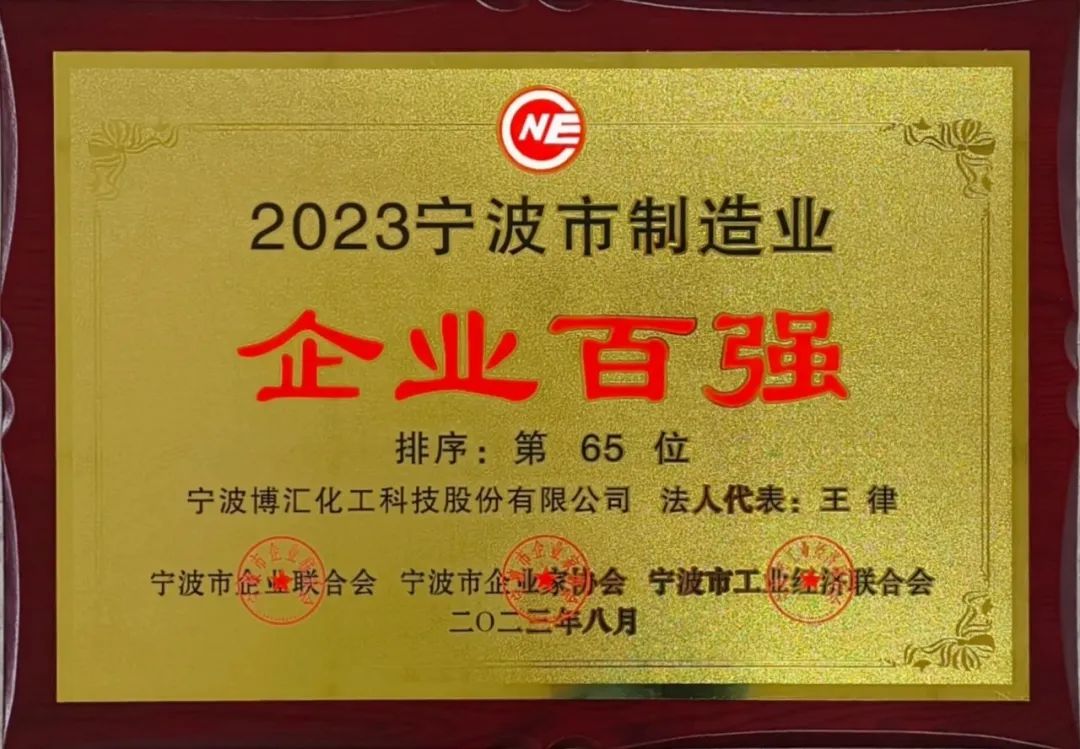 NE
2023宁波市制造业
企业百强
排序：第 65 位
宁波博汇化工科技股份有限公司 法人代表：王 律
宁波市企业联合会 宁波市企业家协会 宁波市工业经济联合会
二〇二三年八月